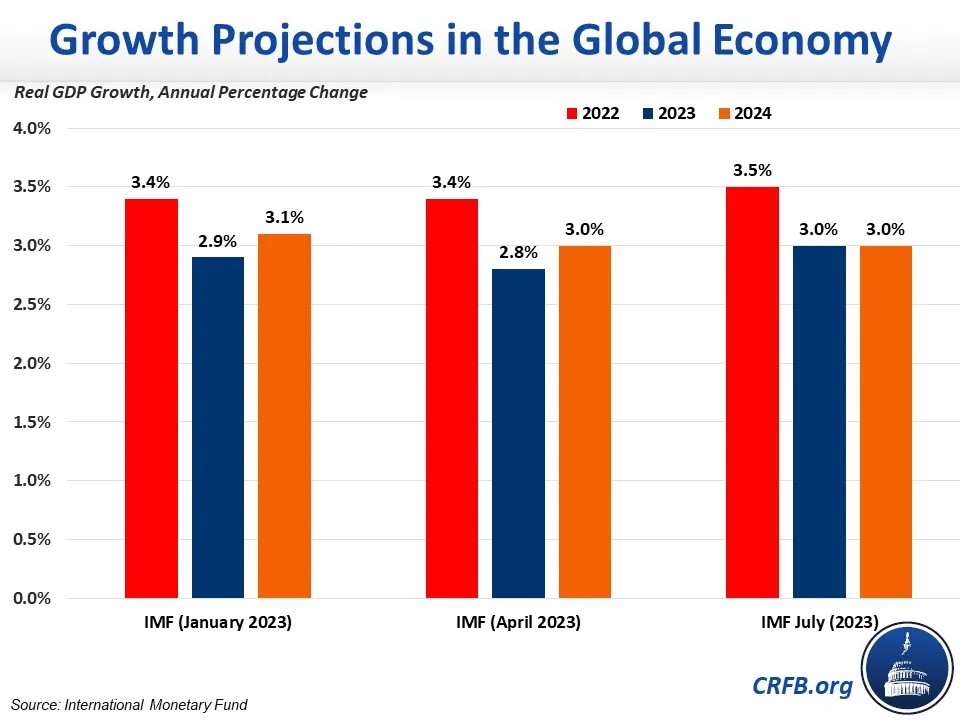 Growth Projections in the Global Economy
Real GDP Growth, Annual Percentage Change
2022 2023 2024
4.0%
3.5%
3.0%
2.5%
2.0%
1.5%
1.0%
0.5%
0.0%
3.4% 2.9% 3.1%
3.4% 2.8% 3.0%
3.5% 3.0% 3.0%
IMF (January 2023) IMF (April 2023) IMF July (2023)
CRFB.org
Source: International Monetary Fund